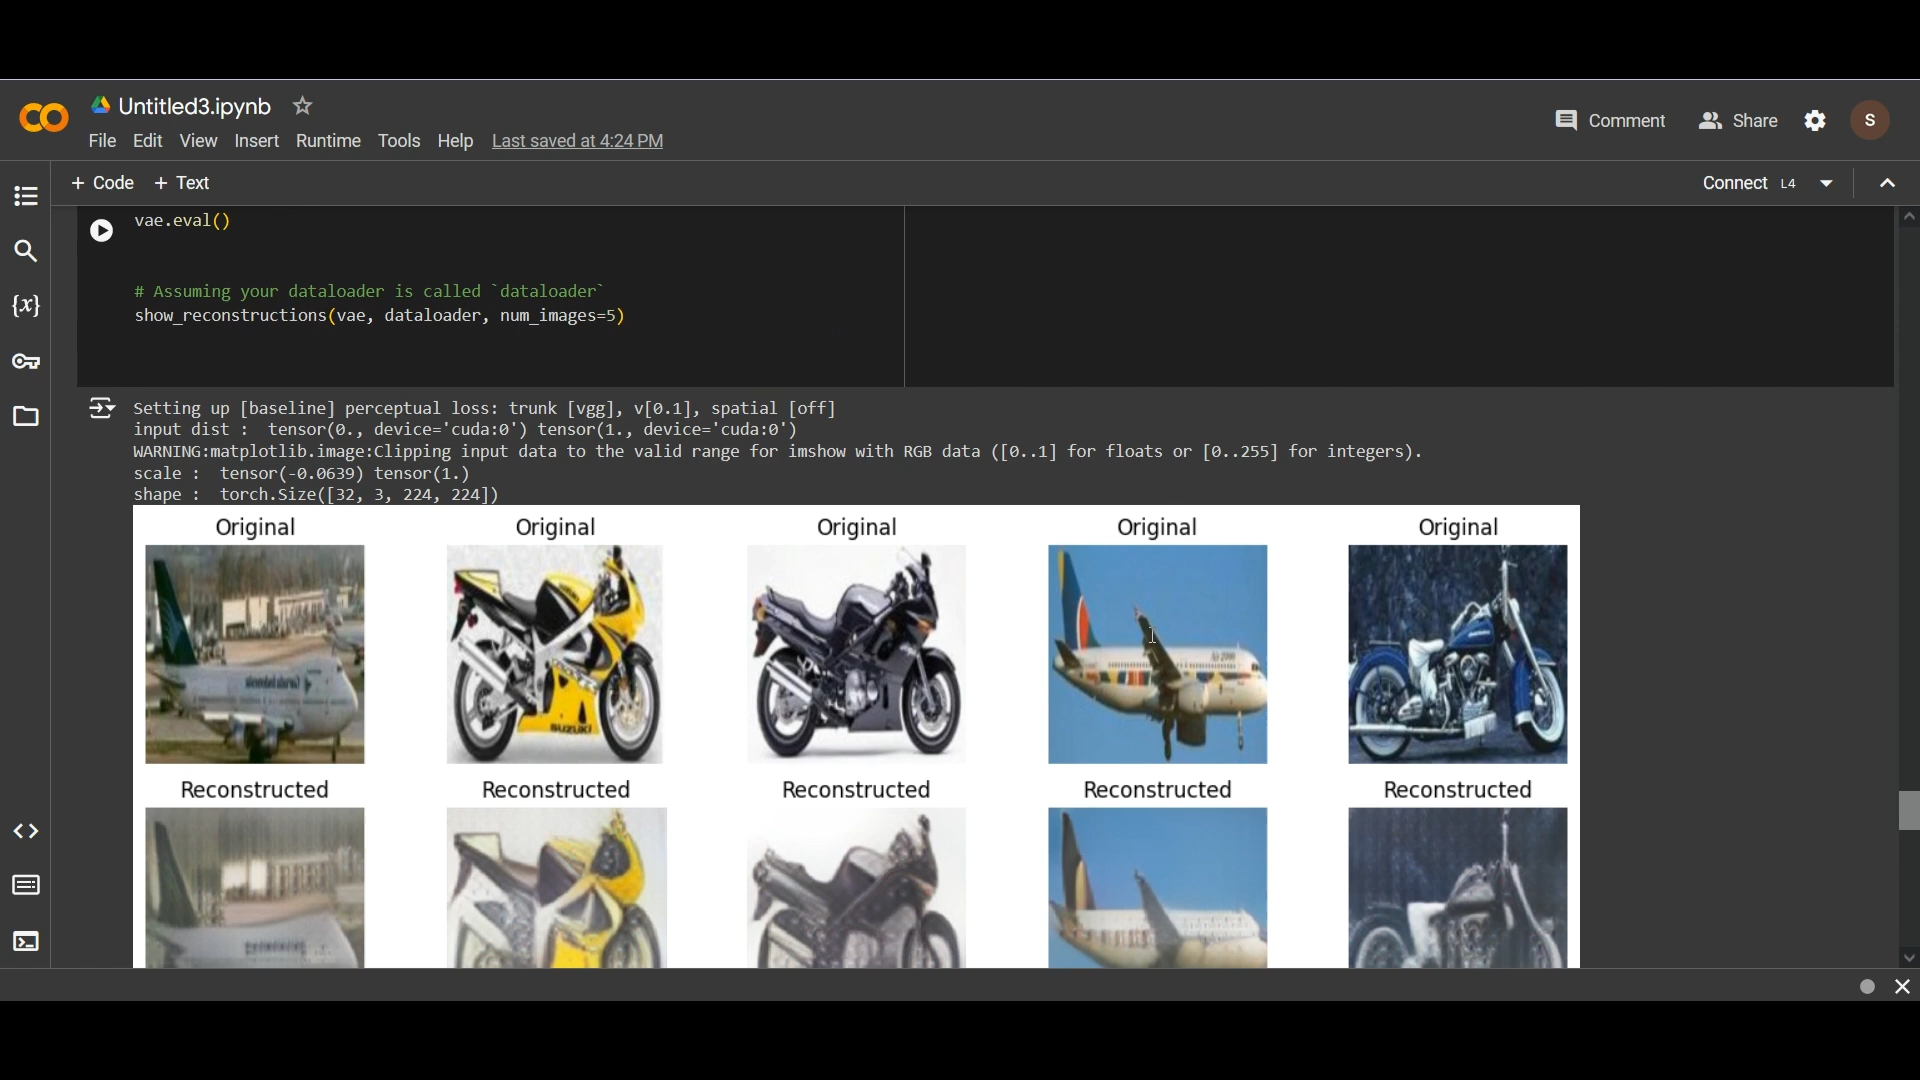 Untitled3.ipynb
File Edit View Insert Runtime Tools Help Last saved at 4:24 PM
Comment Share S
+ Code + Text
Connect L4
{x}
vae.eval()
# Assuming your dataloader is called `dataloader`
show_reconstructions(vae, dataloader, num_images=5)
Setting up [baseline] perceptual loss: trunk [vgg], v[0.1], spatial [off]
input dist :  tensor(0., device='cuda:0') tensor(1., device='cuda:0')
WARNING:matplotlib.image:Clipping input data to the valid range for imshow with RGB data ([0..1] for floats or [0..255] for integers).
scale :  tensor(-0.0639) tensor(1.)
shape :  torch.Size([32, 3, 224, 224])
Original Original Original Original Original
SUZUKI
Reconstructed Reconstructed Reconstructed Reconstructed Reconstructed